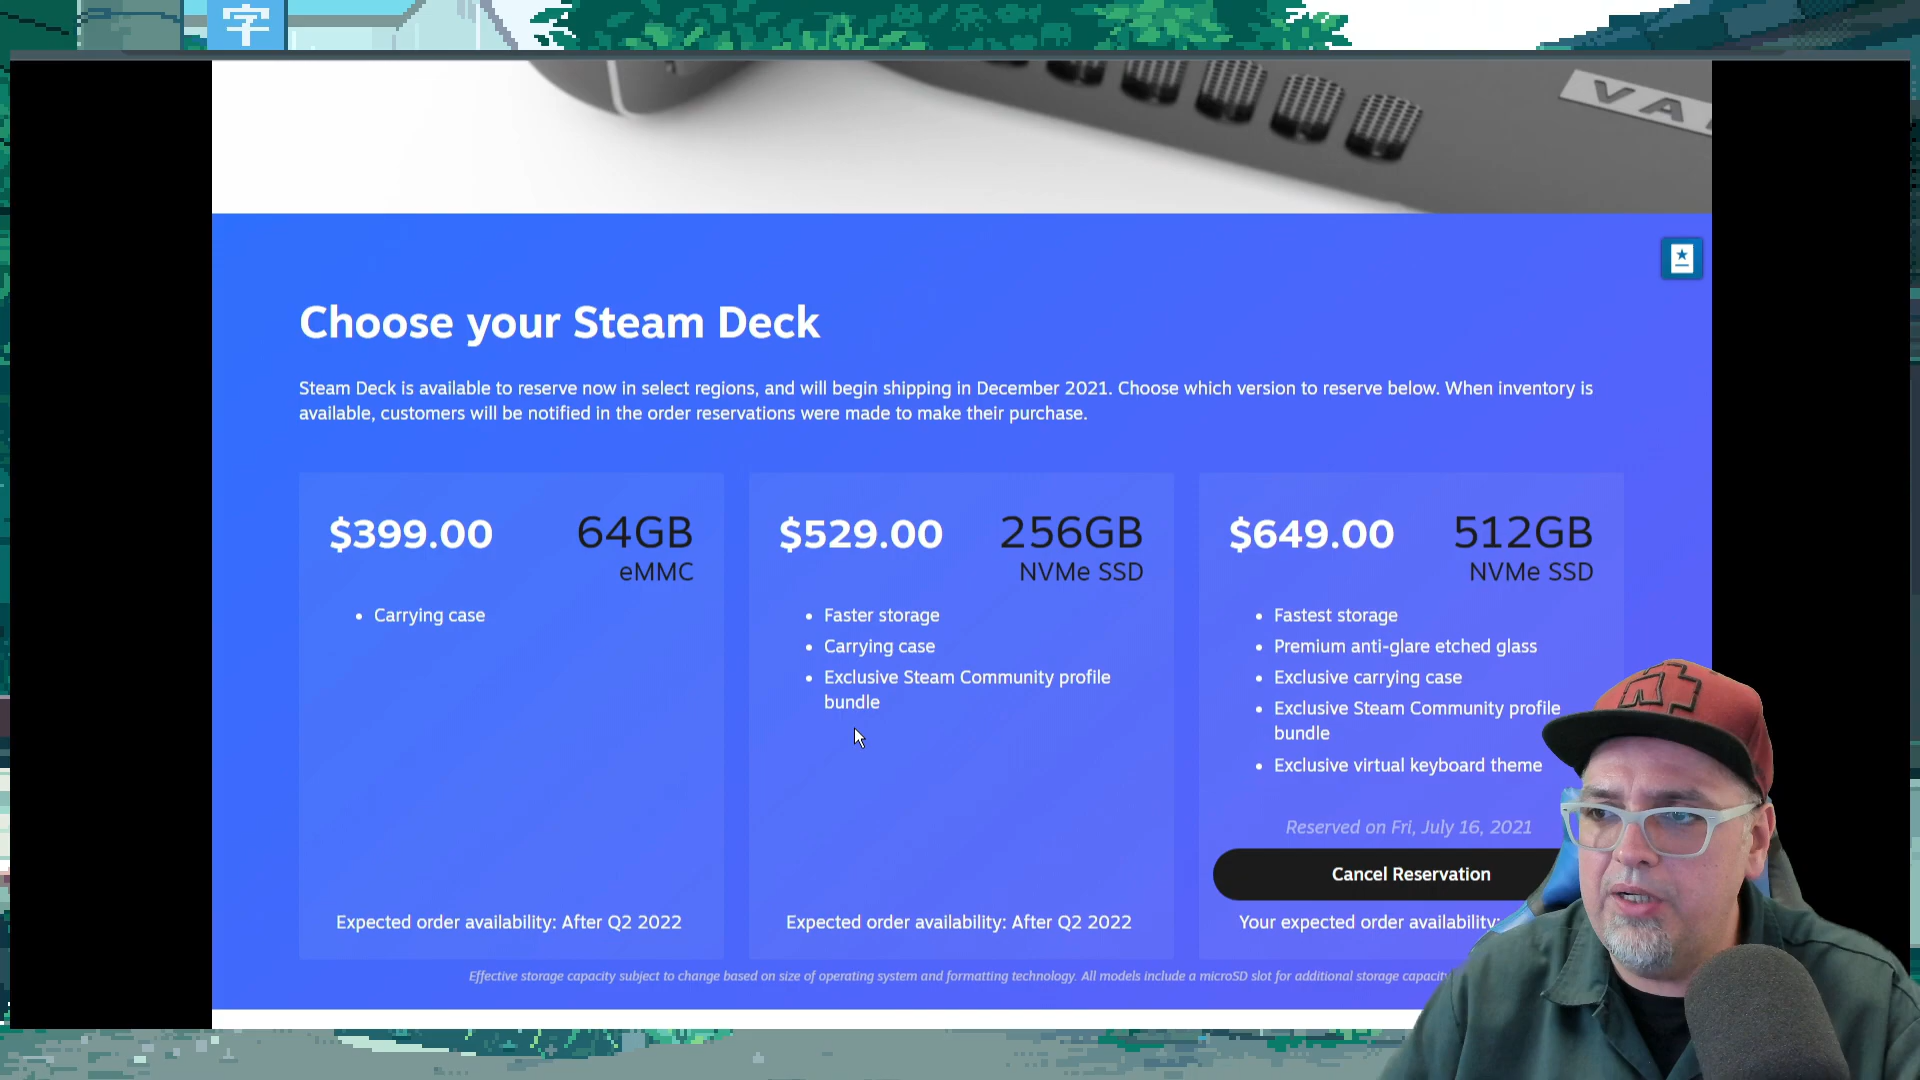 字
VA
Choose your Steam Deck
Steam Deck is available to reserve now in select regions, and will begin shipping in December 2021. Choose which version to reserve below. When inventory is
available, customers will be notified in the order reservations were made to make their purchase.
$399.00
64GB
eMMC
• Carrying case
Expected order availability: After Q2 2022
$529.00
256GB
NVMe SSD
• Faster storage
• Carrying case
• Exclusive Steam Community profile
bundle
Expected order availability: After Q2 2022
$649.00
512GB
NVMe SSD
• Fastest storage
• Premium anti-glare etched glass
• Exclusive carrying case
• Exclusive Steam Community profile
bundle
• Exclusive virtual keyboard theme
Reserved on Fri, July 16, 2021
Cancel Reservation
Your expected order availability:
Effective storage capacity subject to change based on size of operating system and formatting technology. All models include a microSD slot for additional storage capacity